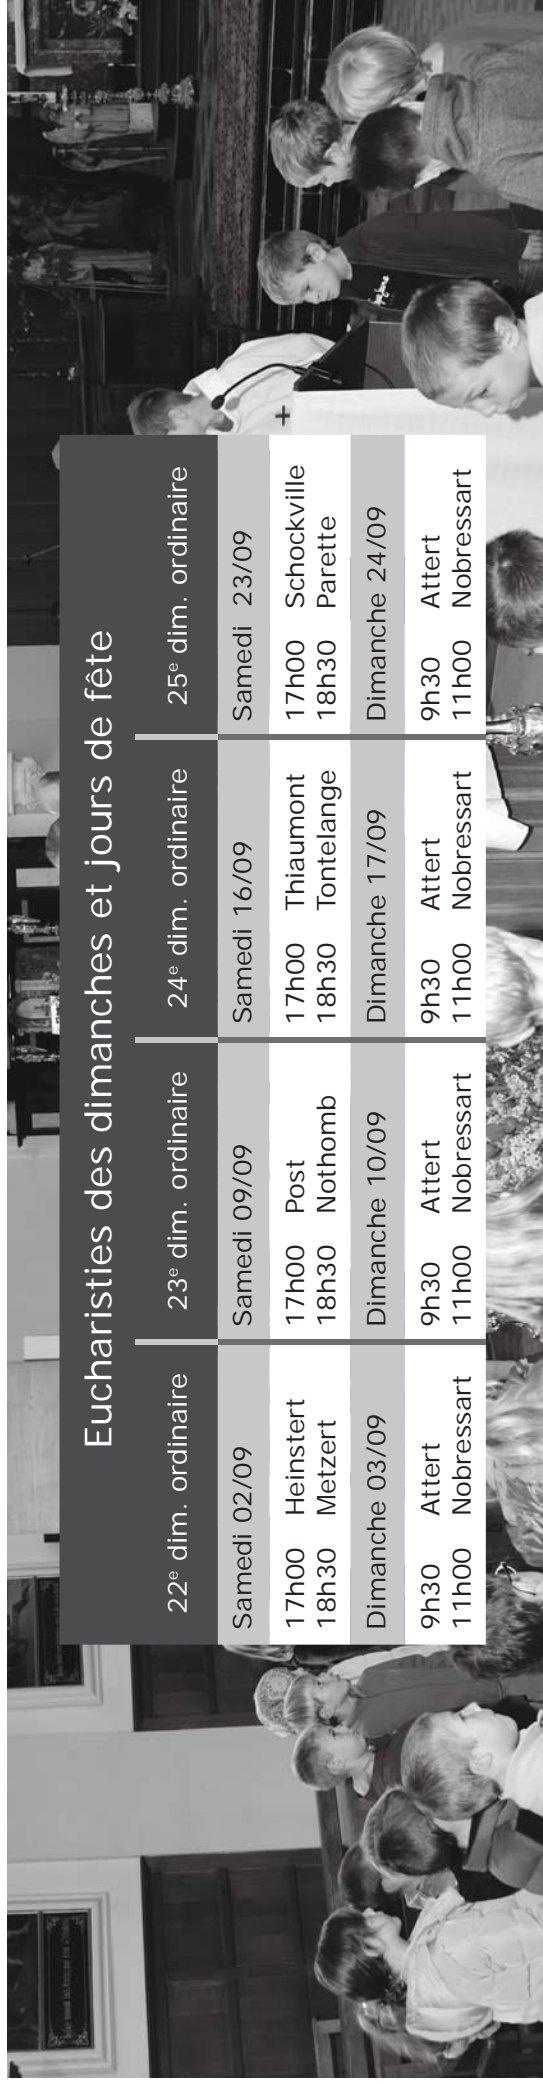 Eucharisties des dimanches et jours de fête
22e dim. ordinaire
Samedi 02/09
17h00 Heinstert
18h30 Metzert
Dimanche 03/09
9h30 Attert
11h00 Nobressart
23e dim. ordinaire
Samedi 09/09
17h00 Post
18h30 Nothomb
Dimanche 10/09
9h30 Attert
11h00 Nobressart
24e dim. ordinaire
Samedi 16/09
17h00 Thiaumont
18h30 Tontelange
Dimanche 17/09
9h30 Attert
11h00 Nobressart
25e dim. ordinaire
Samedi 23/09
17h00 Schockville
18h30 Parette
Dimanche 24/09
9h30 Attert
11h00 Nobressart